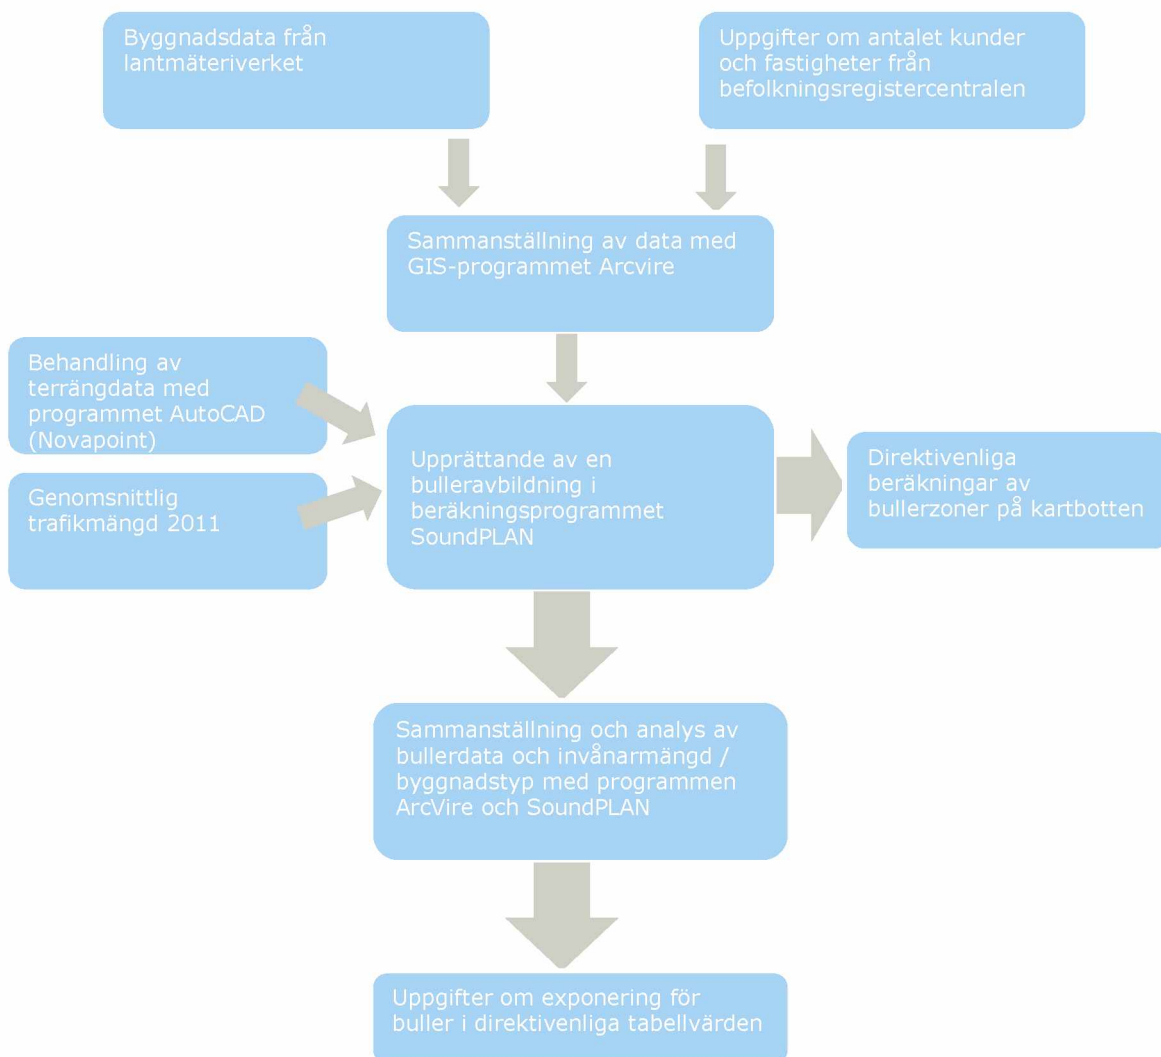 Byggnadsdata från
lantmäteriverket
Uppgifter om antalet kunder
och fastigheter från
befolkningsregistercentralen
Sammanställning av data med
GIS-programmet Arcvire
Behandling av
terrängdata med
programmet AutoCAD
(Novapoint)
Genomsnittlig
trafikmängd 2011
Upprättande av en
bulleravbildning i
beräkningsprogrammet
SoundPLAN
Direktivenliga
beräkningar av
bullerzoner på kartbotten
Sammanställning och analys av
bullerdata och invånarmängd /
byggnadstyp med programmen
ArcVire och SoundPLAN
Uppgifter om exponering för
buller i direktivenliga tabellvärden